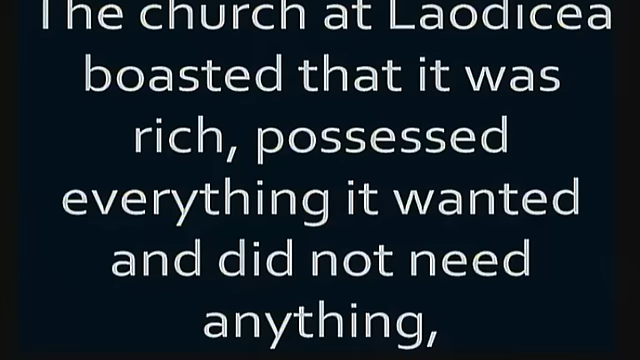 The church at Laodicea
boasted that it was
rich, possessed
everything it wanted
and did not need
anything,